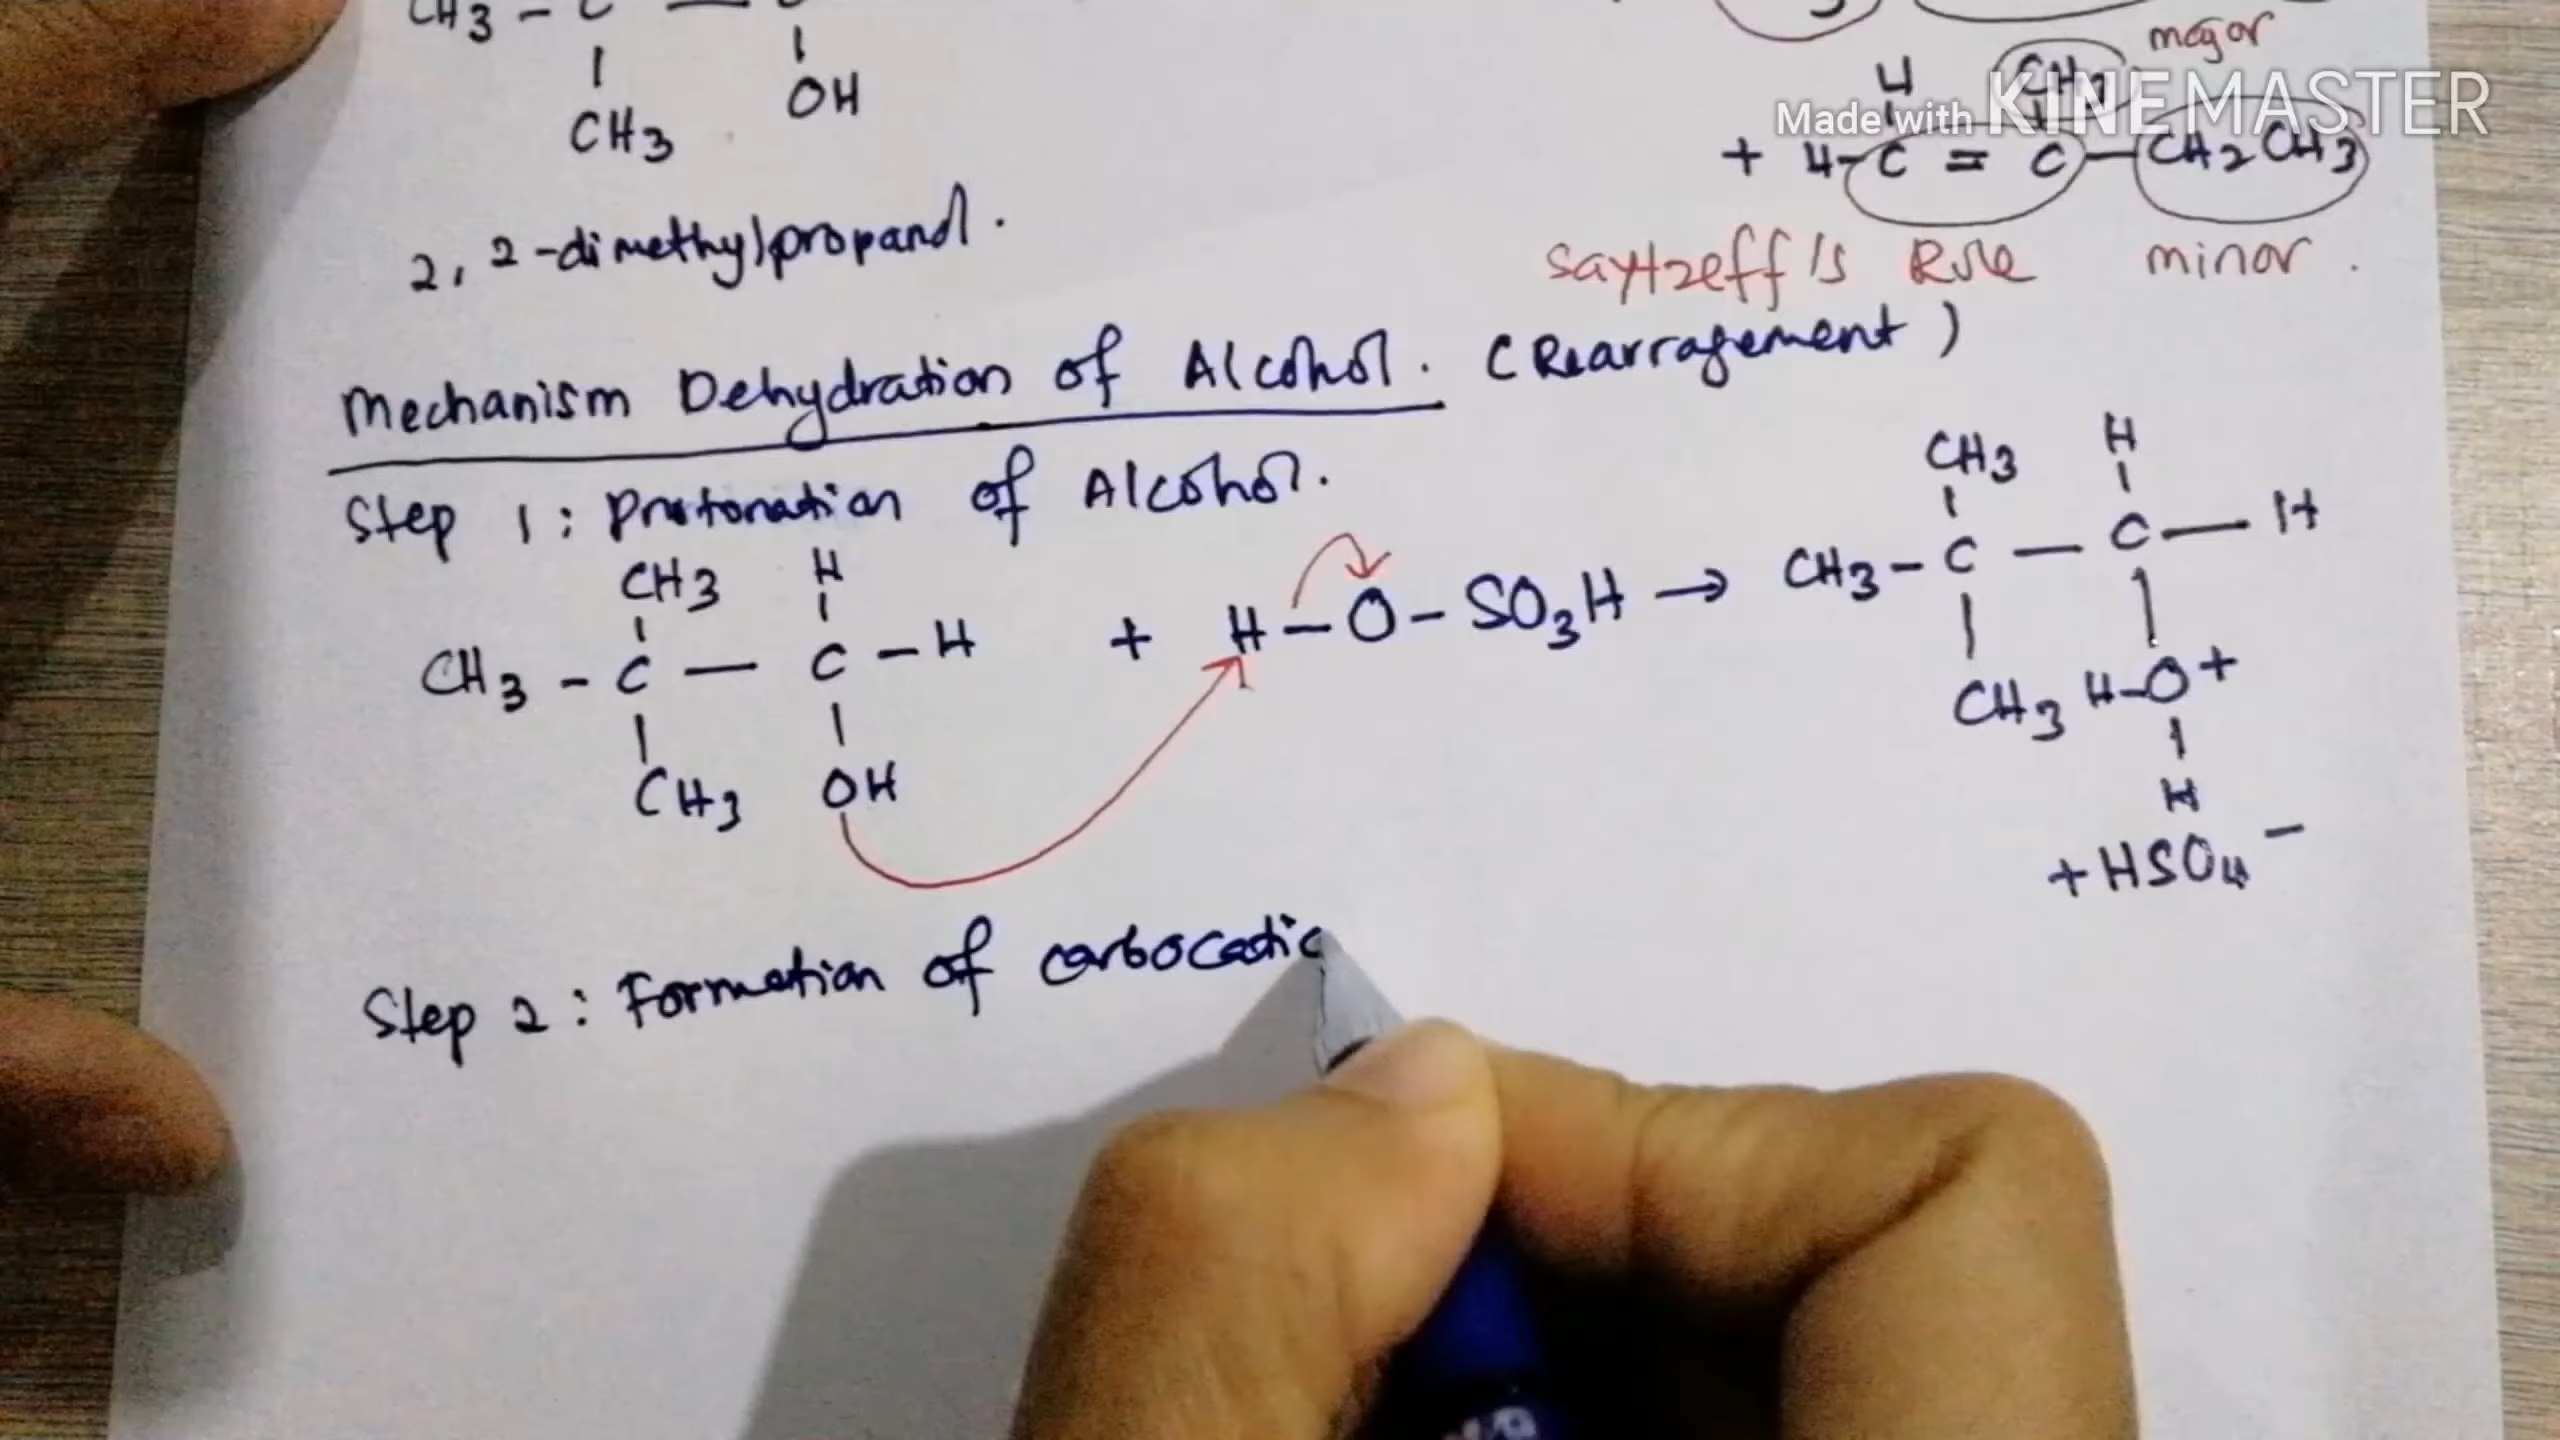 CH3 - C — C
OH
CH3
2, 2-dimethylpropanol.
major
H CH3
Made with KINEMASTER
+ H-C = C — CH2CH3
Saytzeff's Rule minor.
Mechanism Dehydration of Alcohol. (Rearragement)
Step 1: Protonation of Alcohol.
CH3 H
CH3 - C — C - H + H - O - SO3H → CH3 - C — C — H
CH3 OH
CH3 H
CH3 H-O+
H
+ HSO4 -
Step 2: Formation of carbocatio